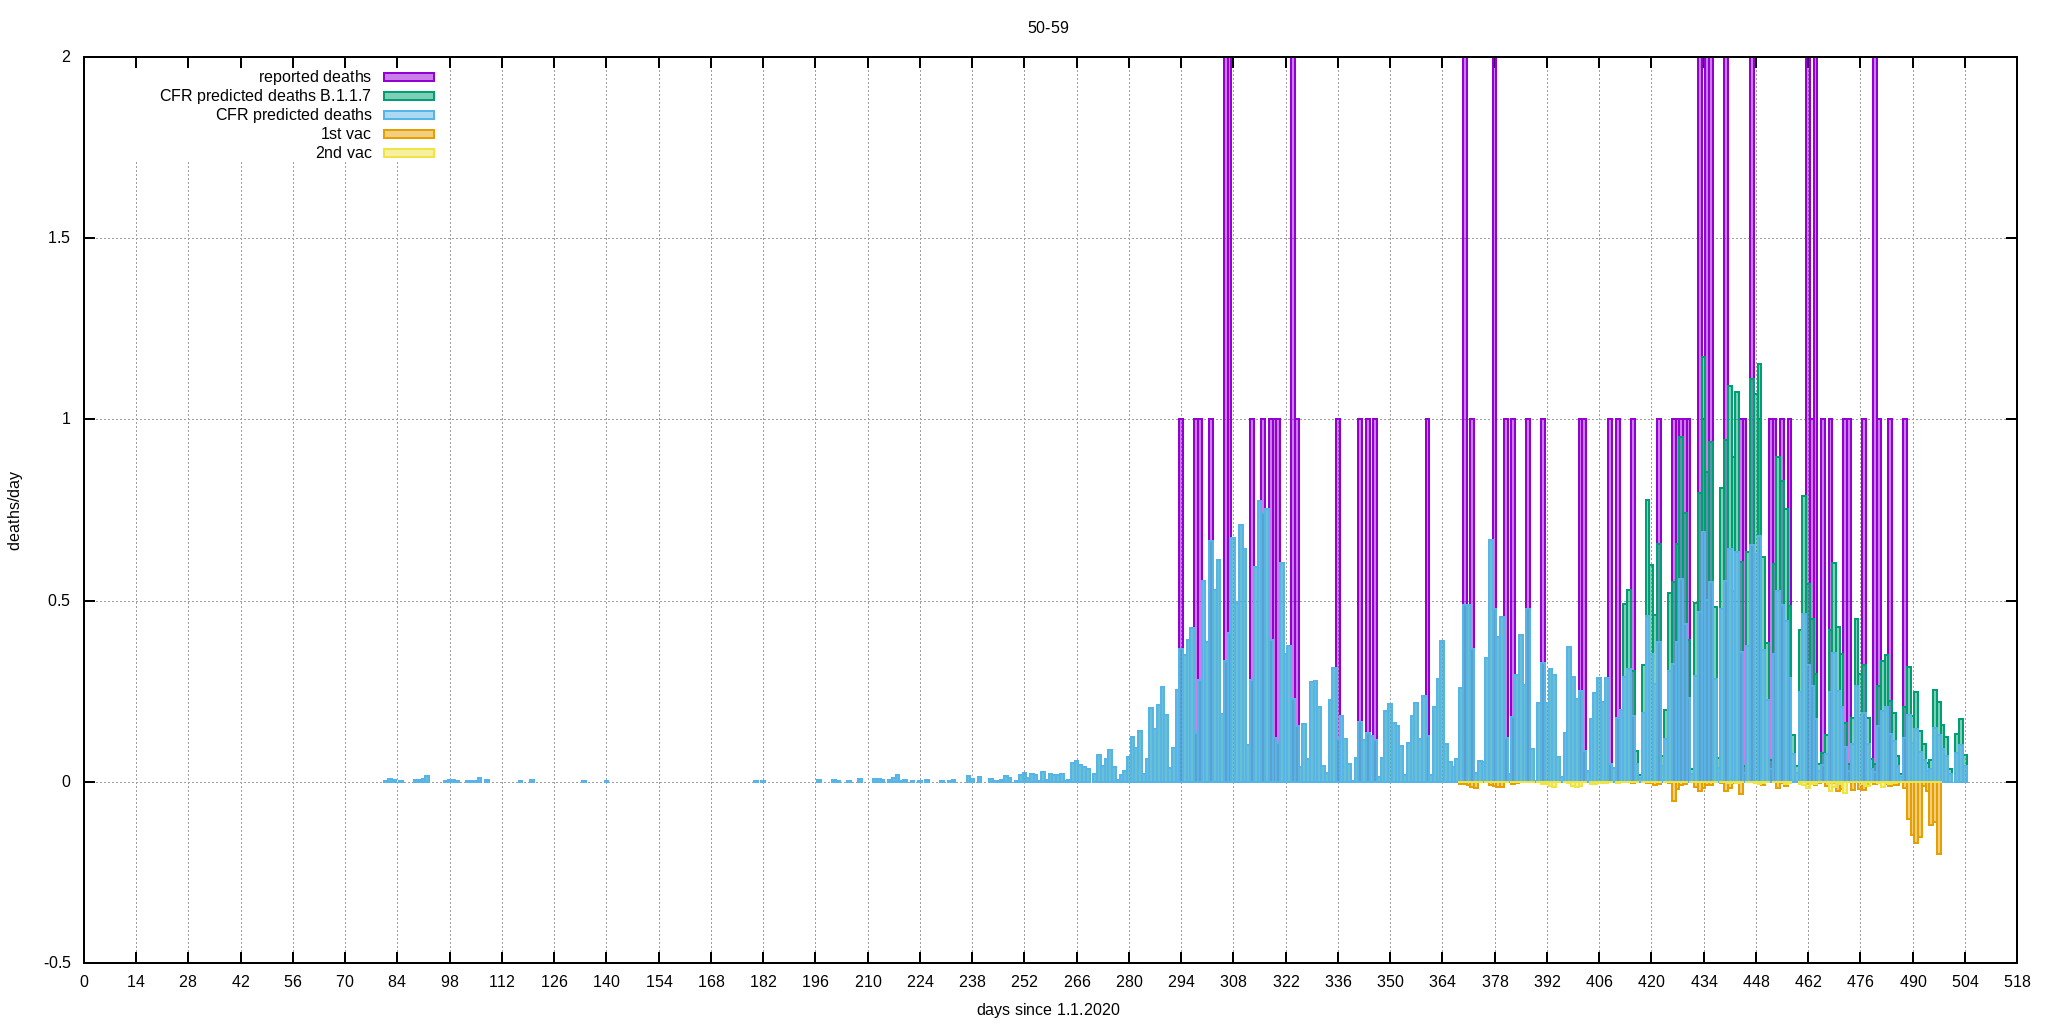 50-59
2
1.5
1
0.5
0
-0.5
deaths/day
reported deaths
CFR predicted deaths B.1.1.7
CFR predicted deaths
1st vac
2nd vac
0 14 28 42 56 70 84 98 112 126 140 154 168 182 196 210 224 238 252 266 280 294 308 322 336 350 364 378 392 406 420 434 448 462 476 490 504 518
days since 1.1.2020